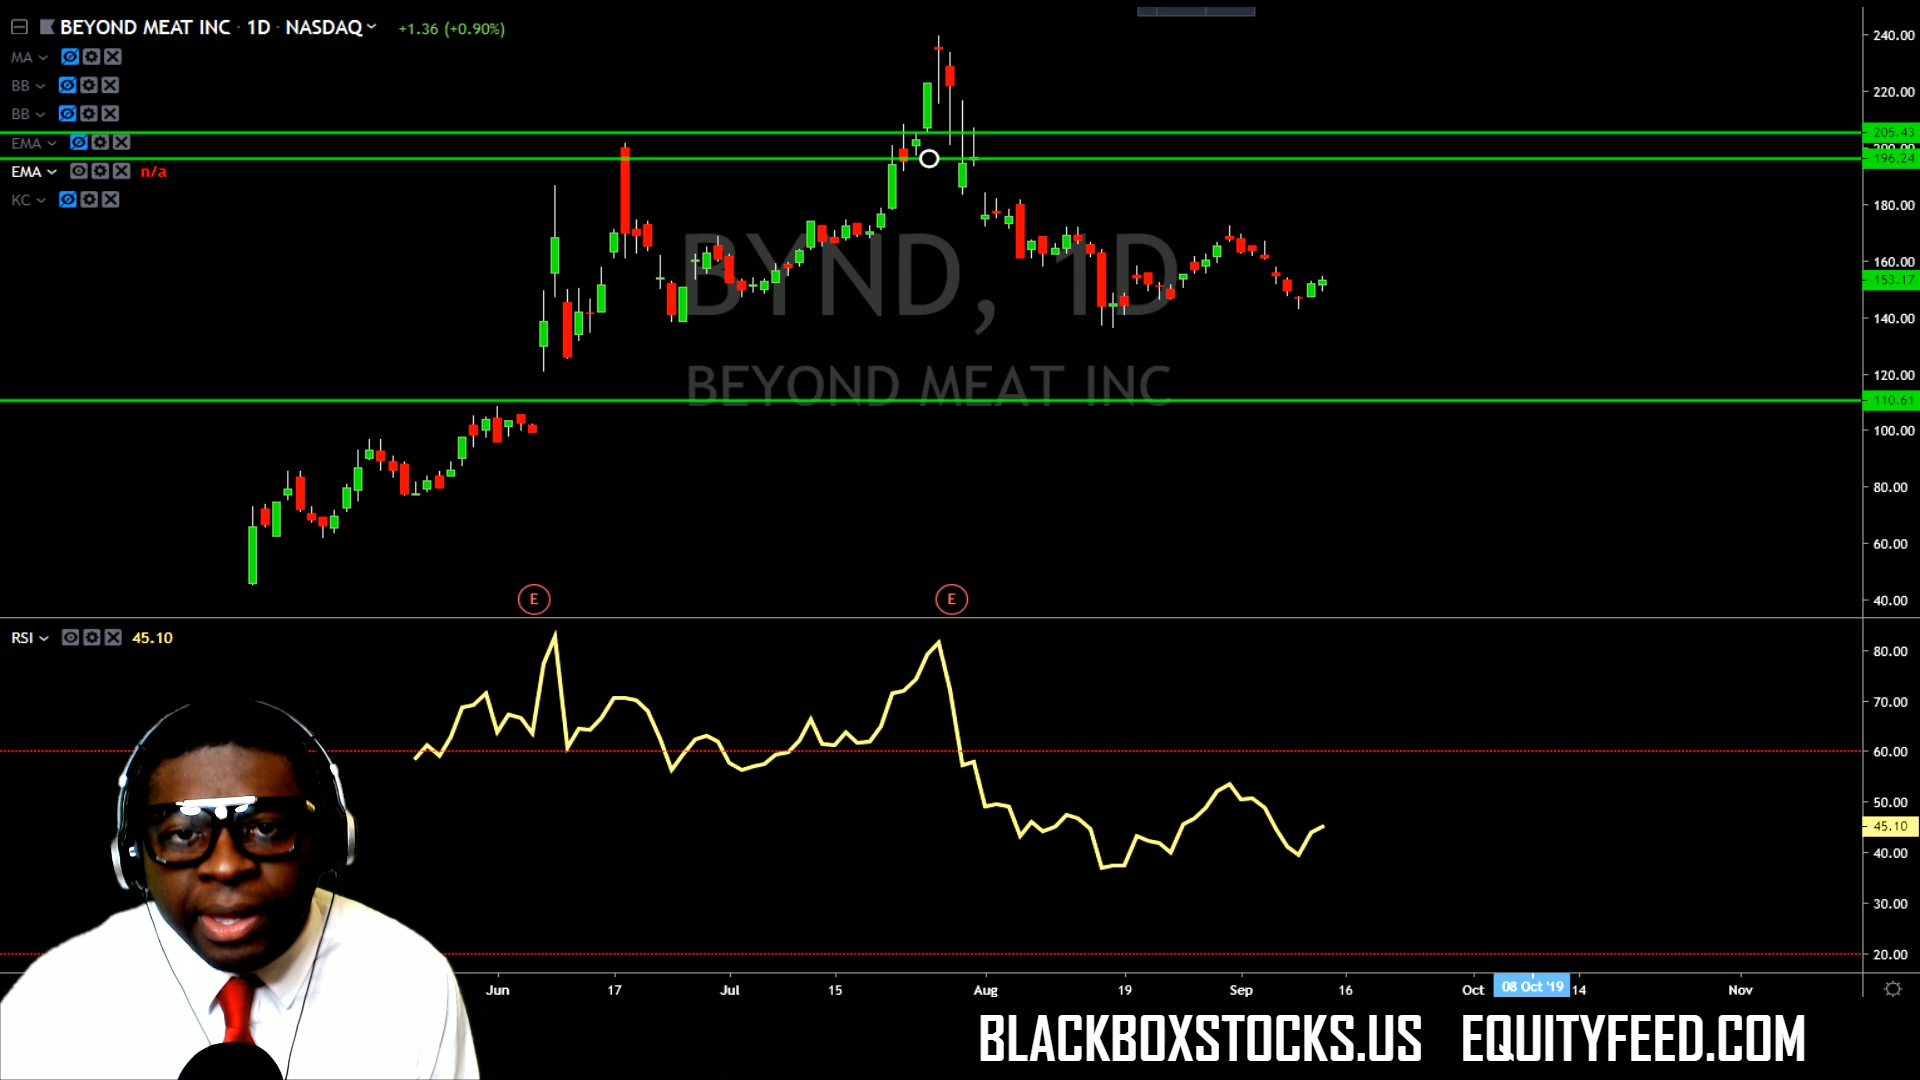 BEYOND MEAT INC · 1D · NASDAQ +1.36 (+0.90%)
MA
BB
BB
EMA
EMA n/a
KC
BYND, 1D
BEYOND MEAT INC
240.00
220.00
205.43
200.00
196.24
180.00
160.00
153.17
140.00
120.00
110.61
100.00
80.00
60.00
40.00
E E
RSI 45.10
80.00
70.00
60.00
50.00
45.10
40.00
30.00
20.00
Jun 17 Jul 15 Aug 19 Sep 16 Oct 08 Oct '19 14 Nov
BLACKBOXSTOCKS.US EQUITYFEED.COM